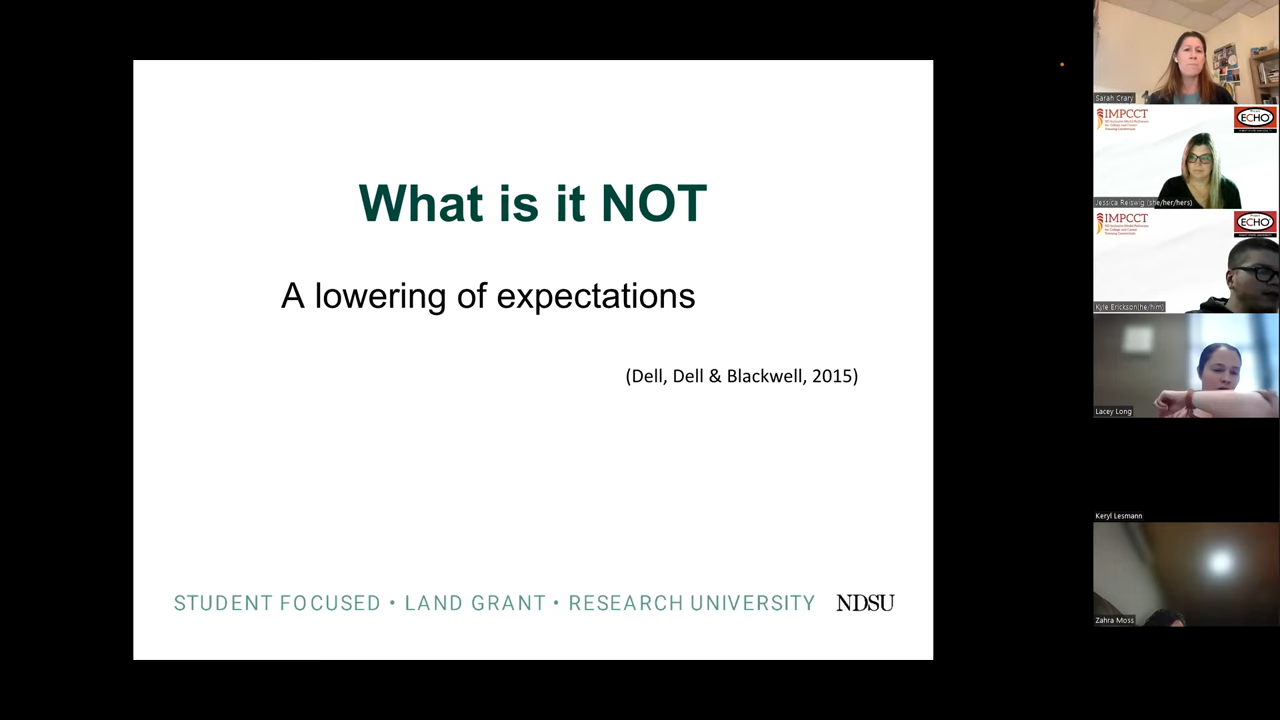 What is it NOT
A lowering of expectations
(Dell, Dell & Blackwell, 2015)
STUDENT FOCUSED • LAND GRANT • RESEARCH UNIVERSITY NDSU
Sarah Crary
IMPCCT
ECHO
Jessica Reiswig (she/her/hers)
IMPCCT
ECHO
Kyle Erickson(he/him)
Lacey Long
Keryl Lesmann
Zahra Moss